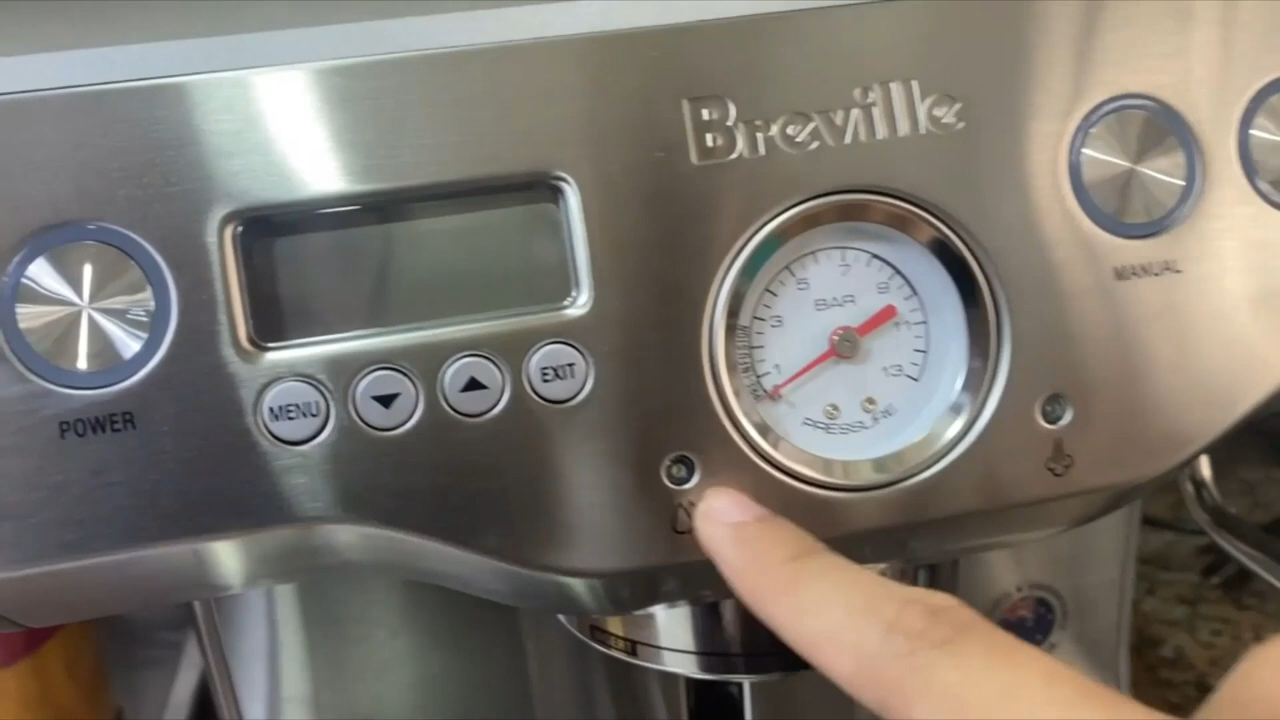 Breville
7
5
9
BAR
3
11
1
13
PRESSURE
MANUAL
POWER
MENU
EXIT